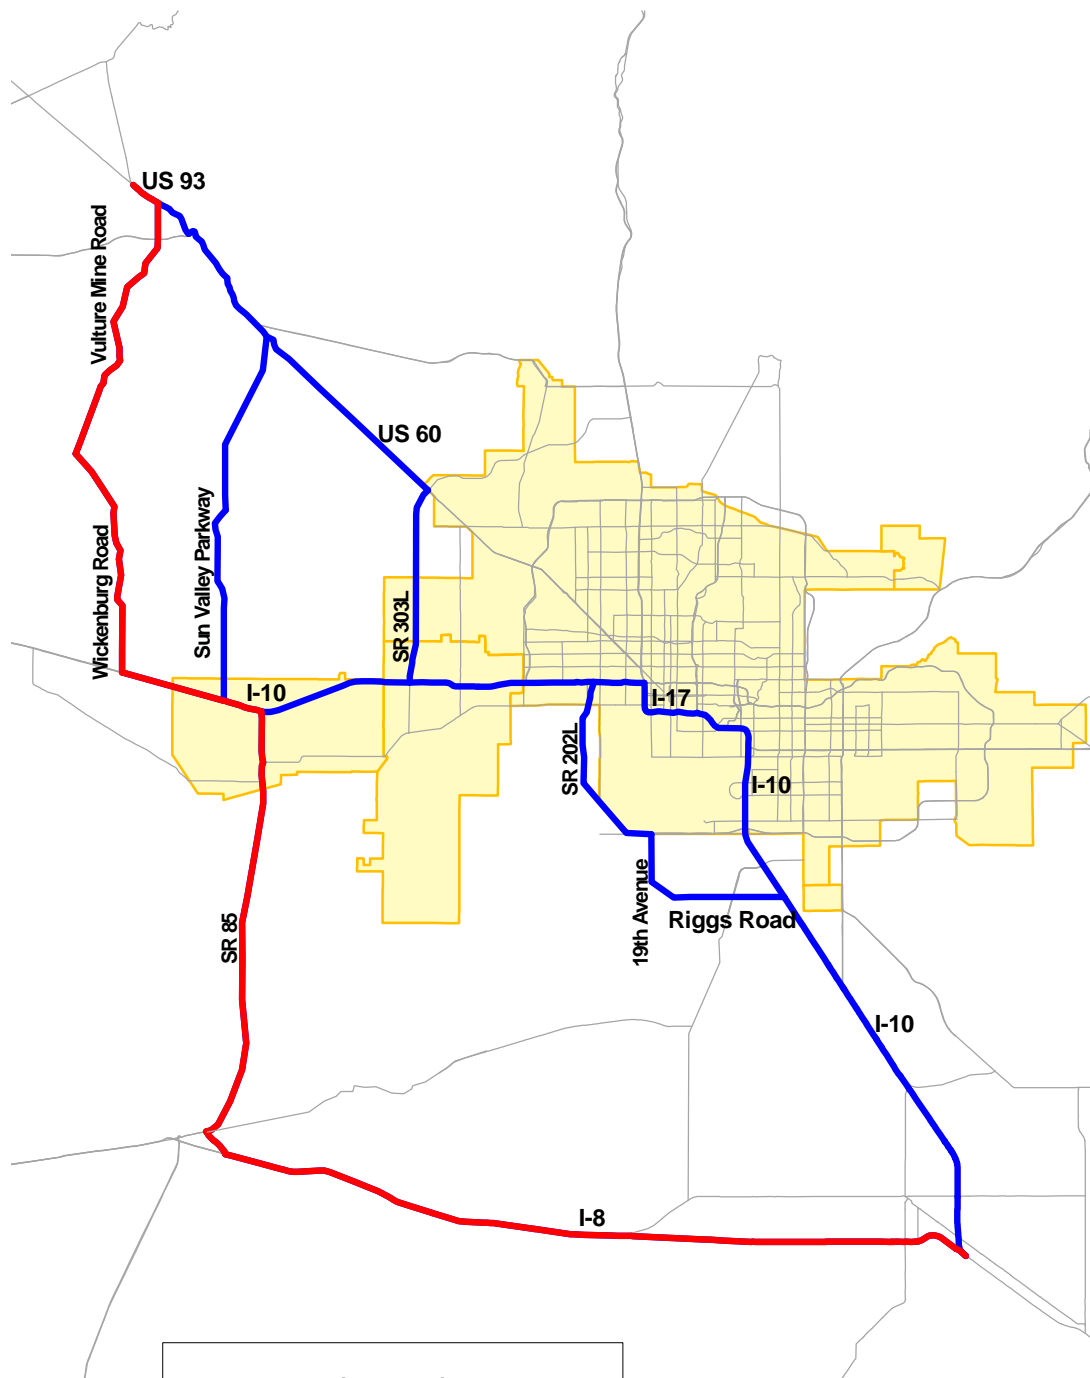 US 93
Vulture Mine Road
US 60
Sun Valley Parkway
Wickenburg Road
SR 303L
I-10
I-17
SR 202L
I-10
19th Avenue
Riggs Road
SR 85
I-10
I-8